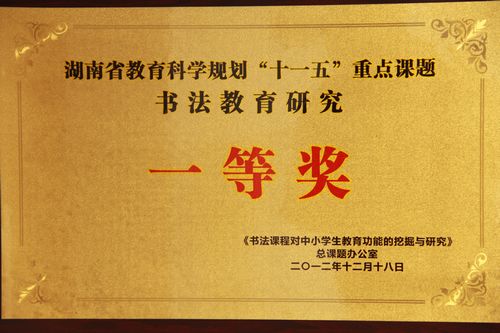 湖南省教育科学规划“十一五”重点课题
书法教育研究
一等奖
《书法课程对中小学生教育功能的挖掘与研究》
总课题办公室
二〇一二年十二月十八日